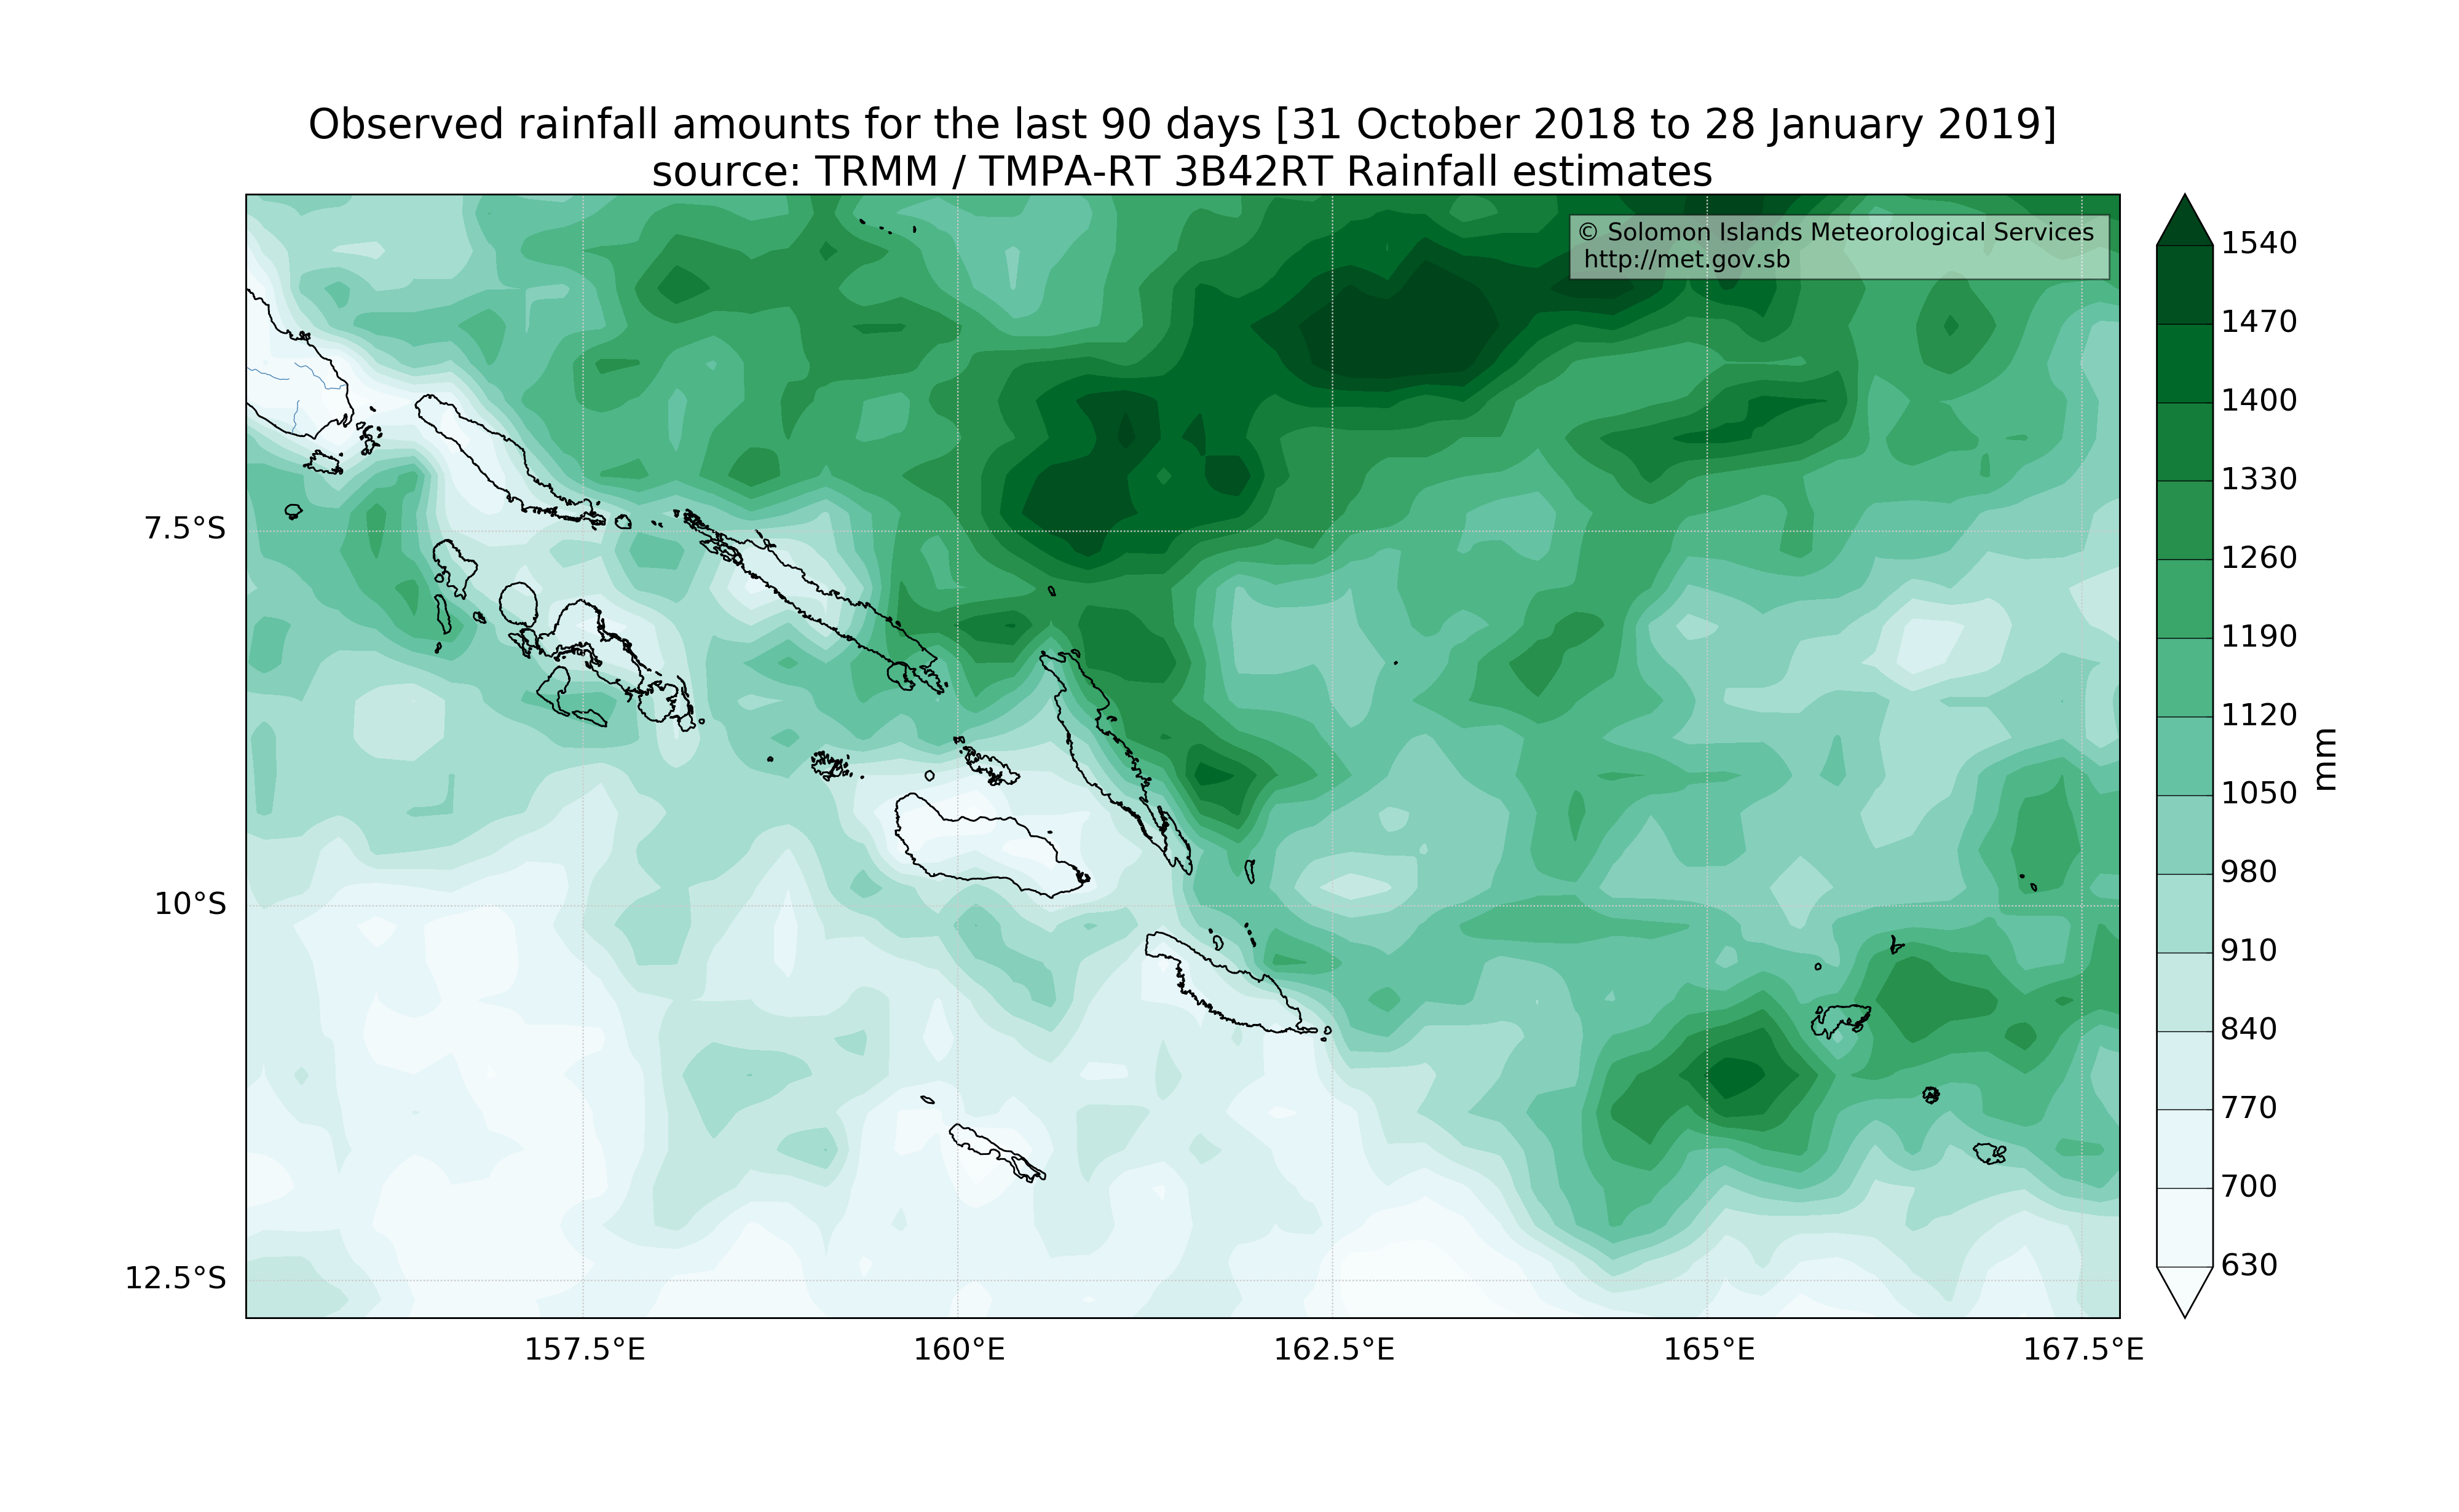 Observed rainfall amounts for the last 90 days [31 October 2018 to 28 January 2019]
source: TRMM / TMPA-RT 3B42RT Rainfall estimates
© Solomon Islands Meteorological Services
http://met.gov.sb
7.5°S
10°S
12.5°S
157.5°E
160°E
162.5°E
165°E
167.5°E
1540
1470
1400
1330
1260
1190
1120
1050
980
910
840
770
700
630
mm